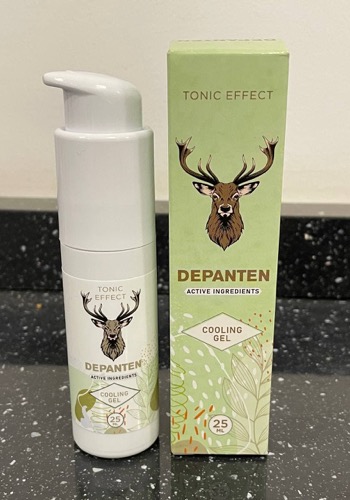 TONIC
EFFECT
DEPANTEN
ACTIVE INGREDIENTS
COOLING
GEL
25
ML
TONIC EFFECT
DEPANTEN
ACTIVE INGREDIENTS
COOLING
GEL
25
ML